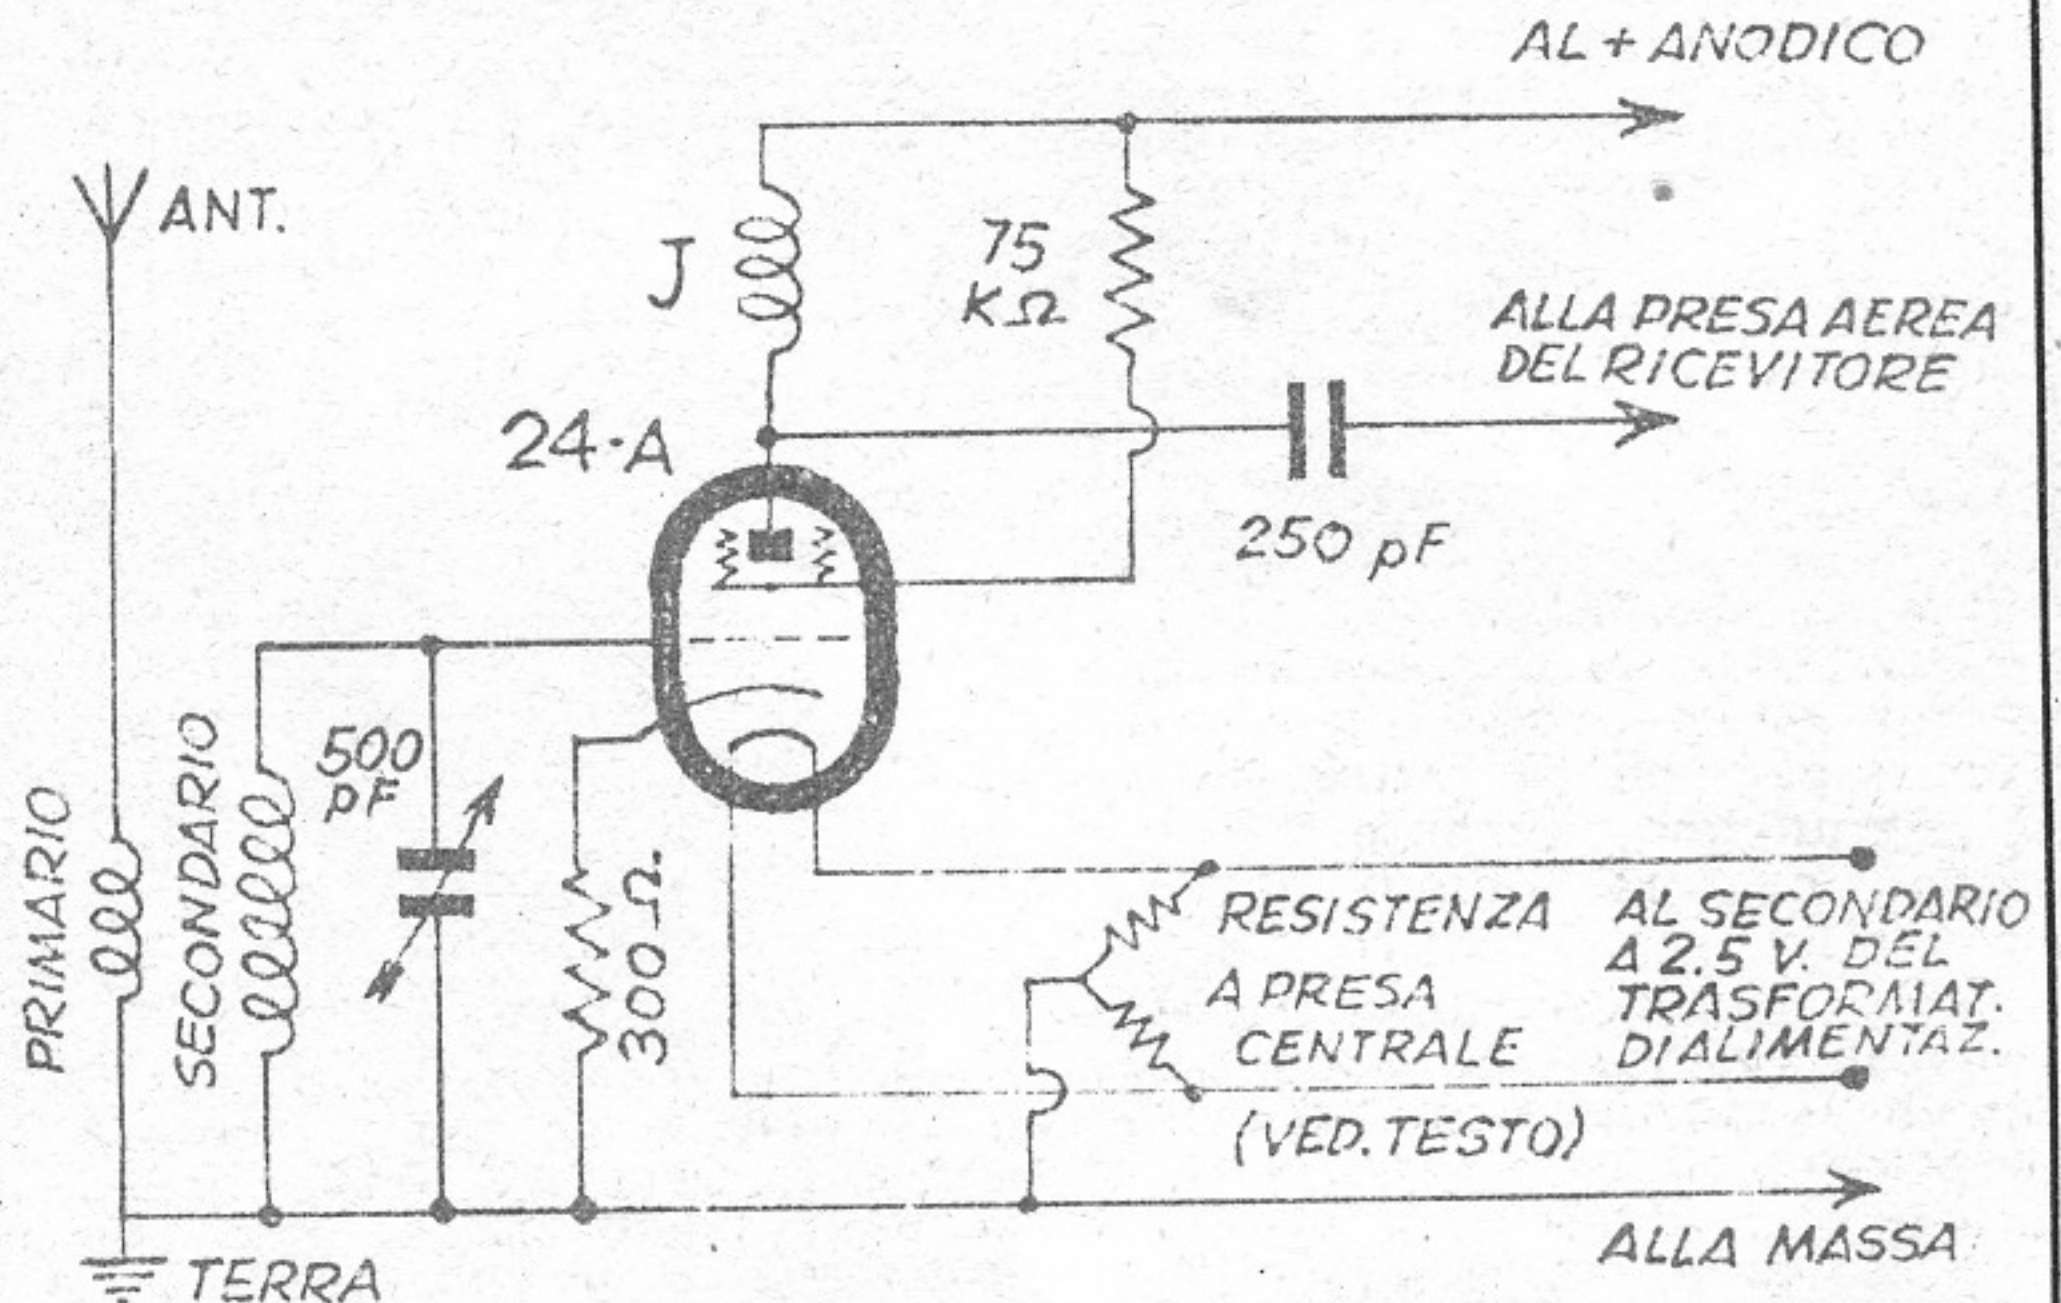 AL + ANODICO
ANT.
J
75
KΩ
ALLA PRESA AEREA
DEL RICEVITORE
24-A
250 pF
500
pF
PRIMARIO
SECONDARIO
300 Ω.
RESISTENZA
A PRESA
CENTRALE
(VED. TESTO)
AL SECONDARIO
A 2.5 V. DEL
TRASFORMAT.
DI ALIMENTAZ.
ALLA MASSA
TERRA